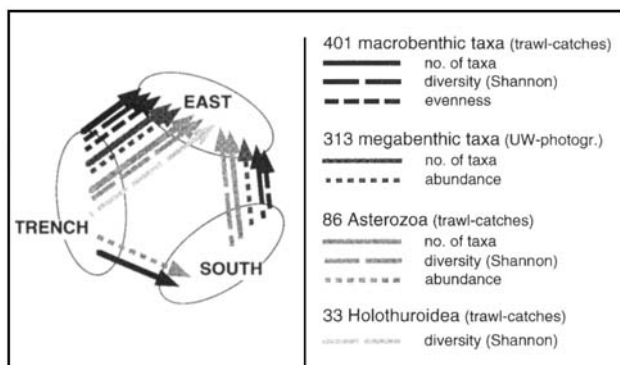 EAST
TRENCH
SOUTH
401 macrobenthic taxa (trawl-catches)
no. of taxa
diversity (Shannon)
evenness
313 megabenthic taxa (UW-photogr.)
no. of taxa
abundance
86 Asterozoa (trawl-catches)
no. of taxa
diversity (Shannon)
abundance
33 Holothuroidea (trawl-catches)
diversity (Shannon)